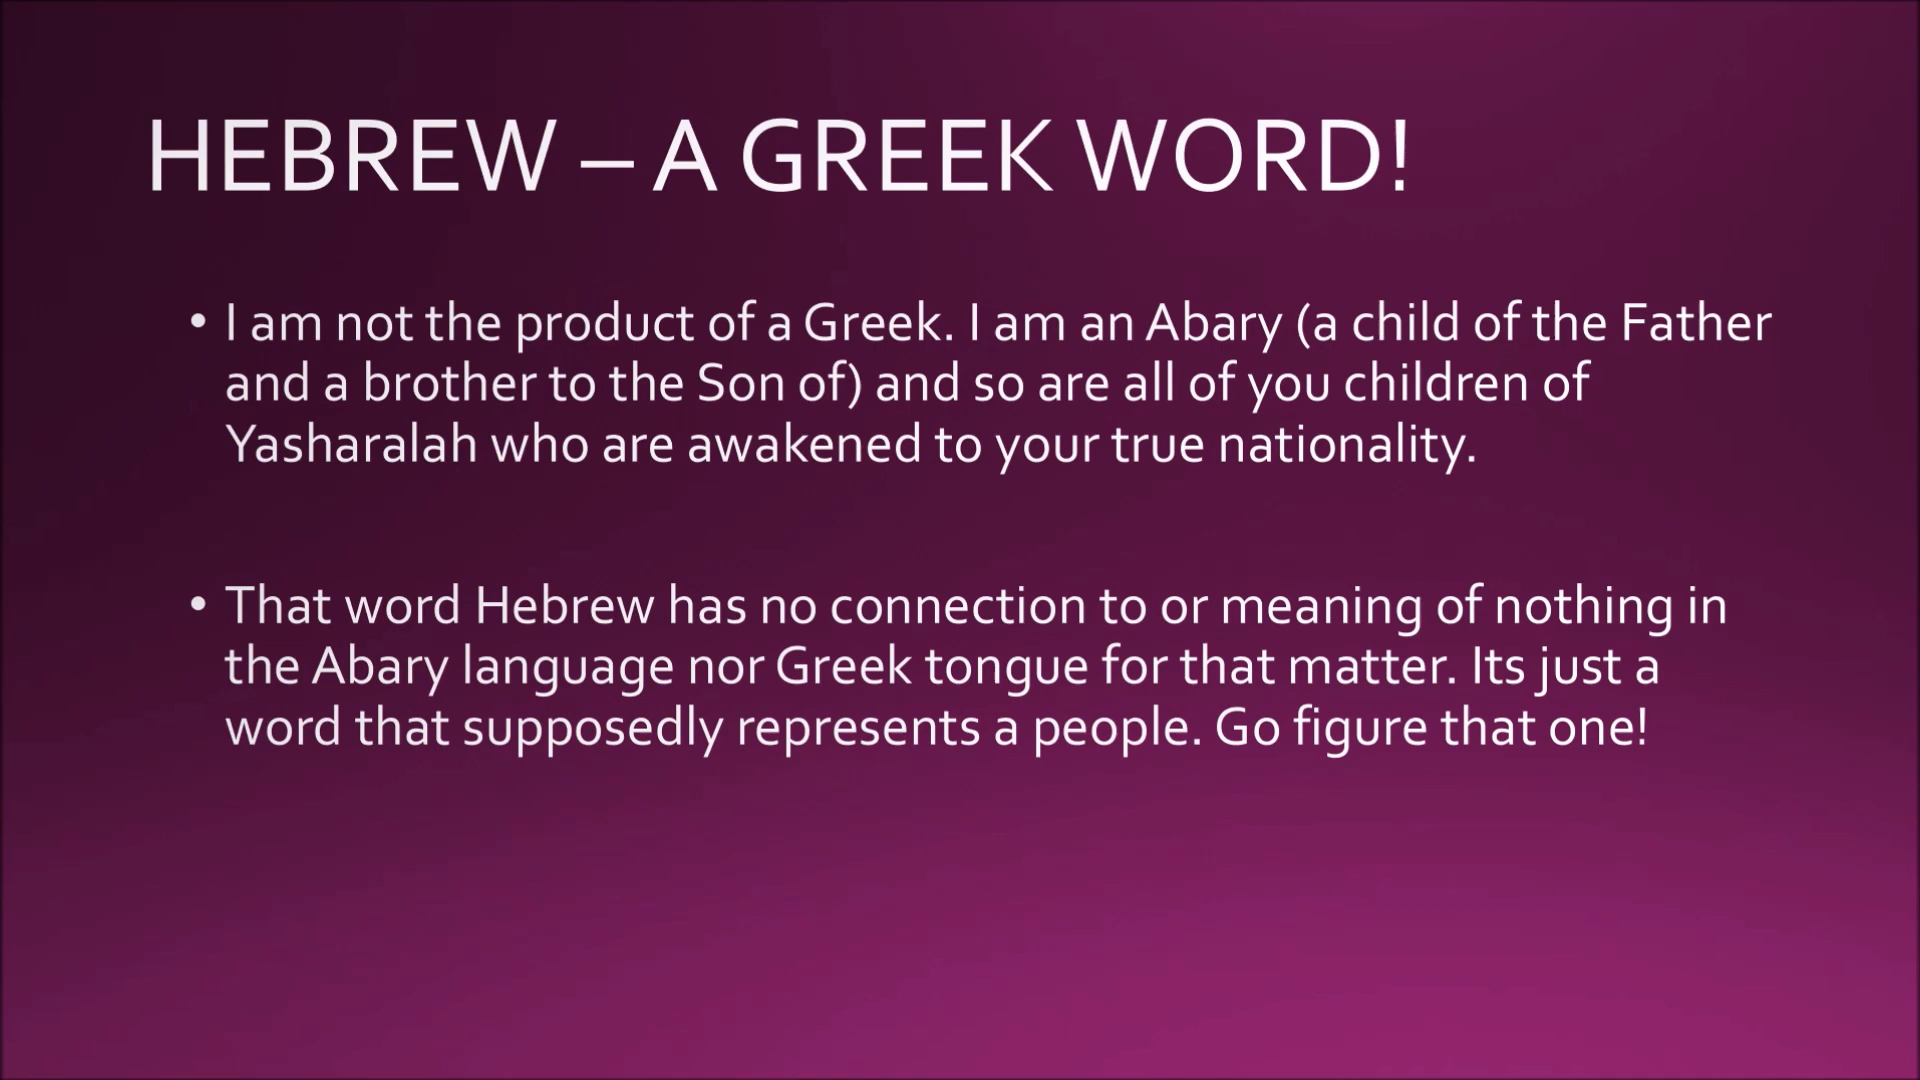 HEBREW – A GREEK WORD!
• I am not the product of a Greek. I am an Abary (a child of the Father
and a brother to the Son of) and so are all of you children of
Yasharalah who are awakened to your true nationality.
• That word Hebrew has no connection to or meaning of nothing in
the Abary language nor Greek tongue for that matter. Its just a
word that supposedly represents a people. Go figure that one!